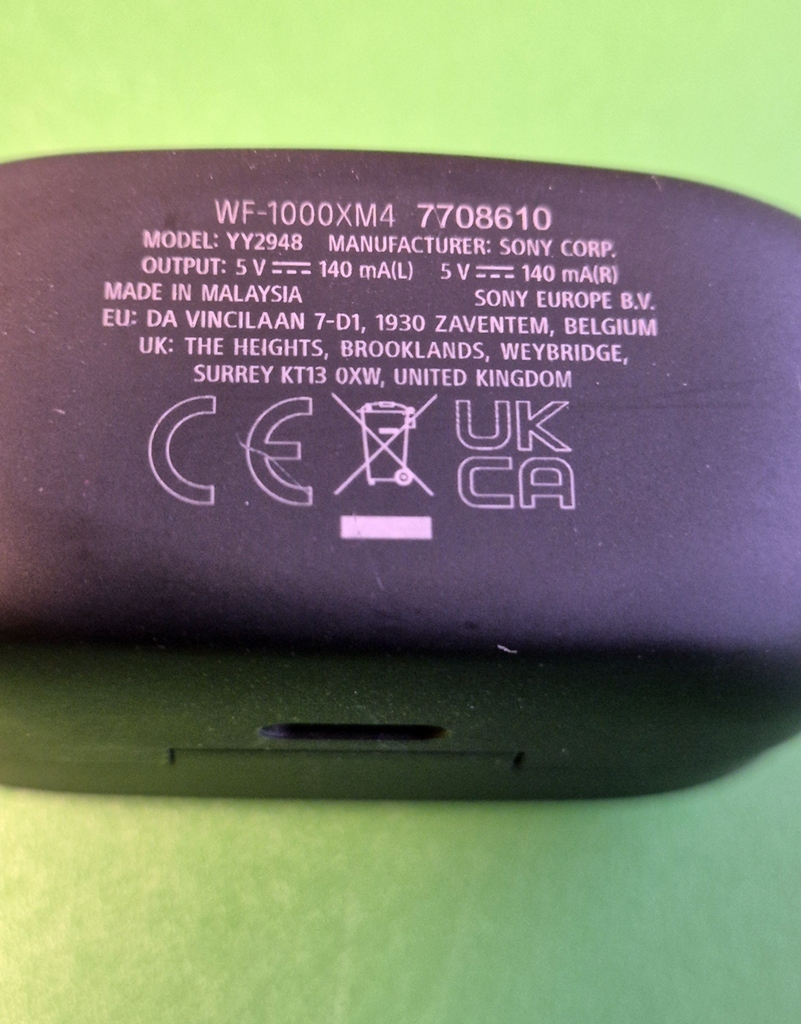 WF-1000XM4 7708610
MODEL: YY2948 MANUFACTURER: SONY CORP.
OUTPUT: 5 V ⎓ 140 mA(L) 5 V ⎓ 140 mA(R)
MADE IN MALAYSIA SONY EUROPE B.V.
EU: DA VINCILAAN 7-D1, 1930 ZAVENTEM, BELGIUM
UK: THE HEIGHTS, BROOKLANDS, WEYBRIDGE,
SURREY KT13 0XW, UNITED KINGDOM
CE UK
CA